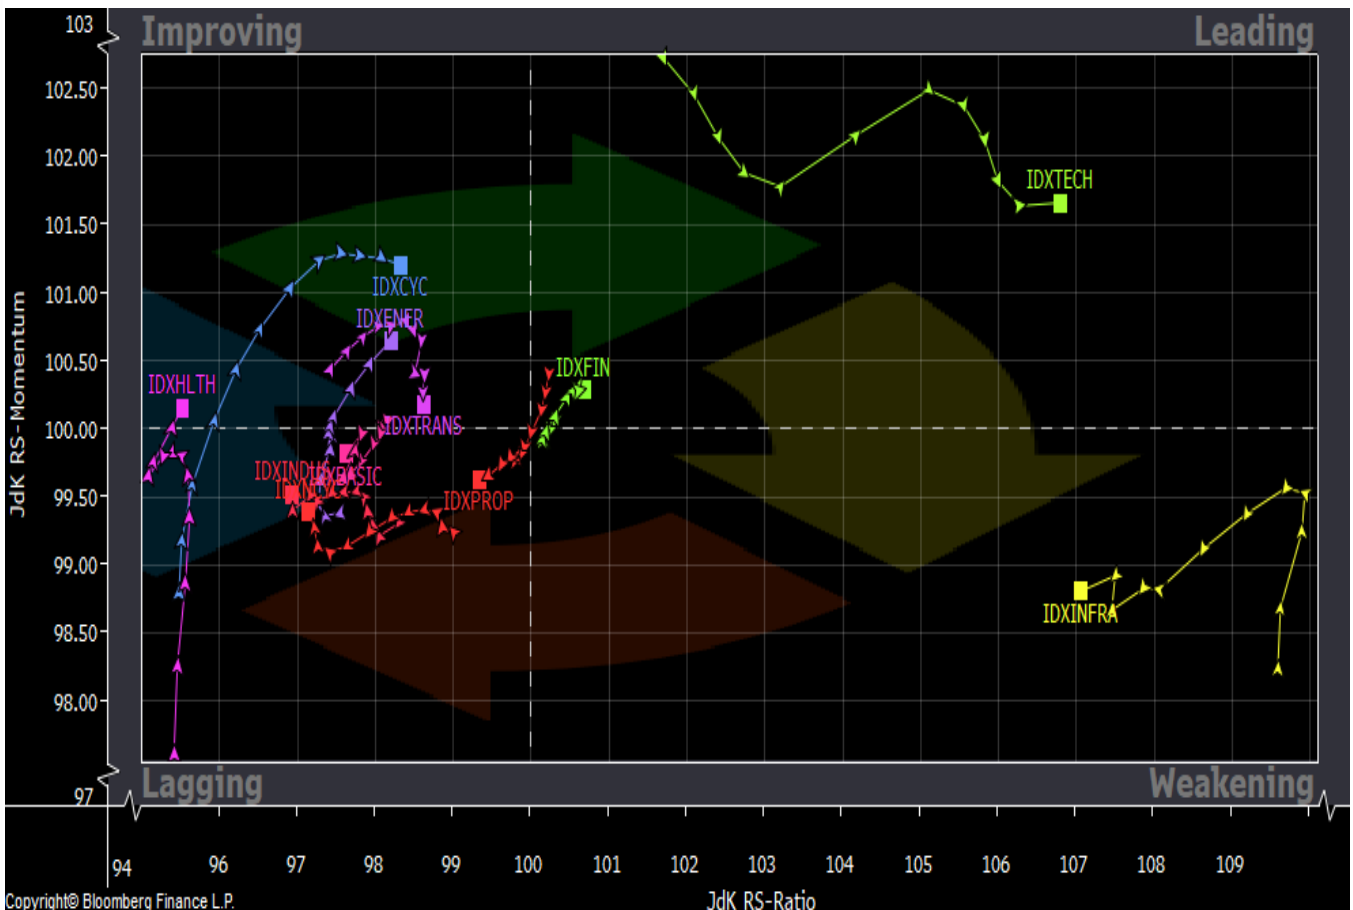 103
Improving
Leading
102.50
102.00
IDXTECH
101.50
101.00
IDXCYC
IDXENER
100.50
IDXFIN
IDXHLTH
100.00
IDXTRANS
IDXINDUS
IDXBASIC
99.50
IDXPROP
99.00
IDXINFRA
98.50
98.00
JdK RS-Momentum
97
Lagging
Weakening
94 96 97 98 99 100 101 102 103 104 105 106 107 108 109
JdK RS-Ratio
Copyright© Bloomberg Finance L.P.